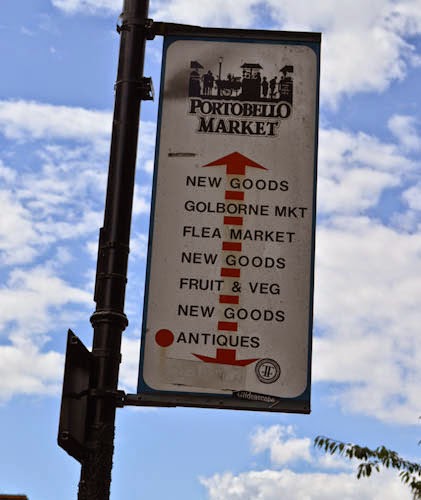 PORTOBELLO
MARKET
NEW GOODS
GOLBORNE MKT
FLEA MARKET
NEW GOODS
FRUIT & VEG
NEW GOODS
ANTIQUES